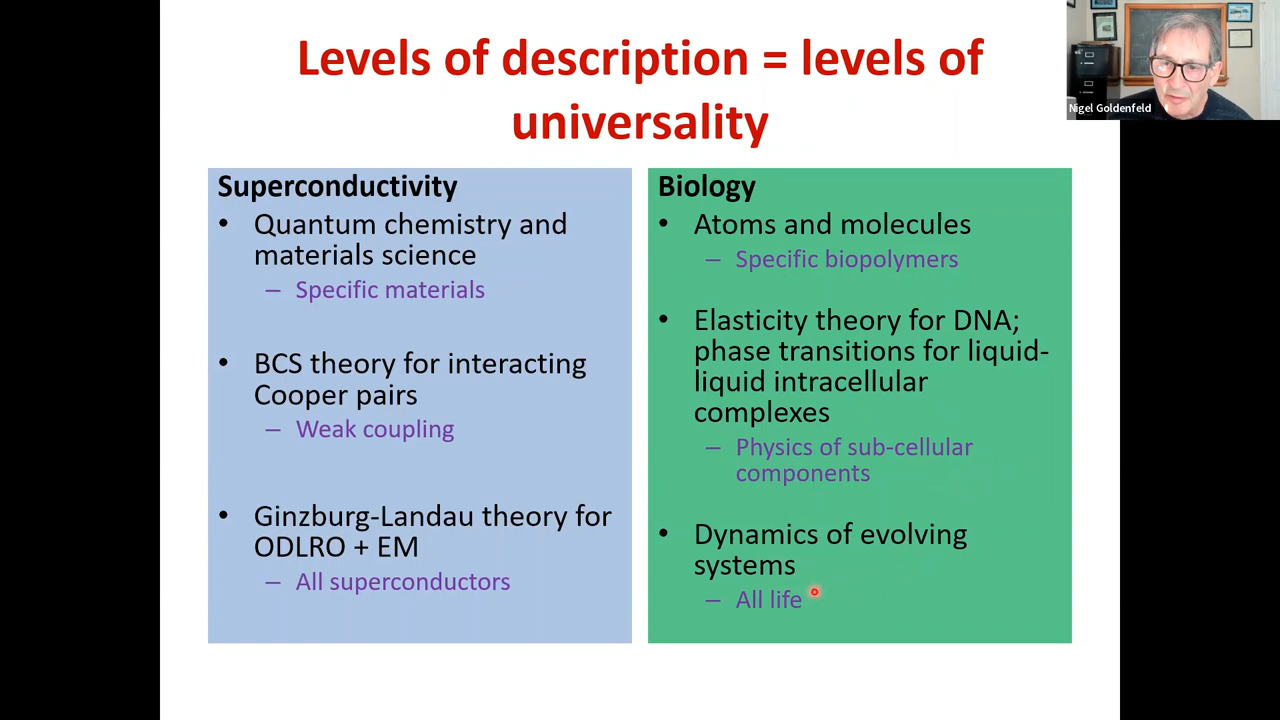 Levels of description = levels of
universality
Nigel Goldenfeld
Superconductivity
• Quantum chemistry and
materials science
– Specific materials
• BCS theory for interacting
Cooper pairs
– Weak coupling
• Ginzburg-Landau theory for
ODLRO + EM
– All superconductors
Biology
• Atoms and molecules
– Specific biopolymers
• Elasticity theory for DNA;
phase transitions for liquid-
liquid intracellular
complexes
– Physics of sub-cellular
components
• Dynamics of evolving
systems
– All life